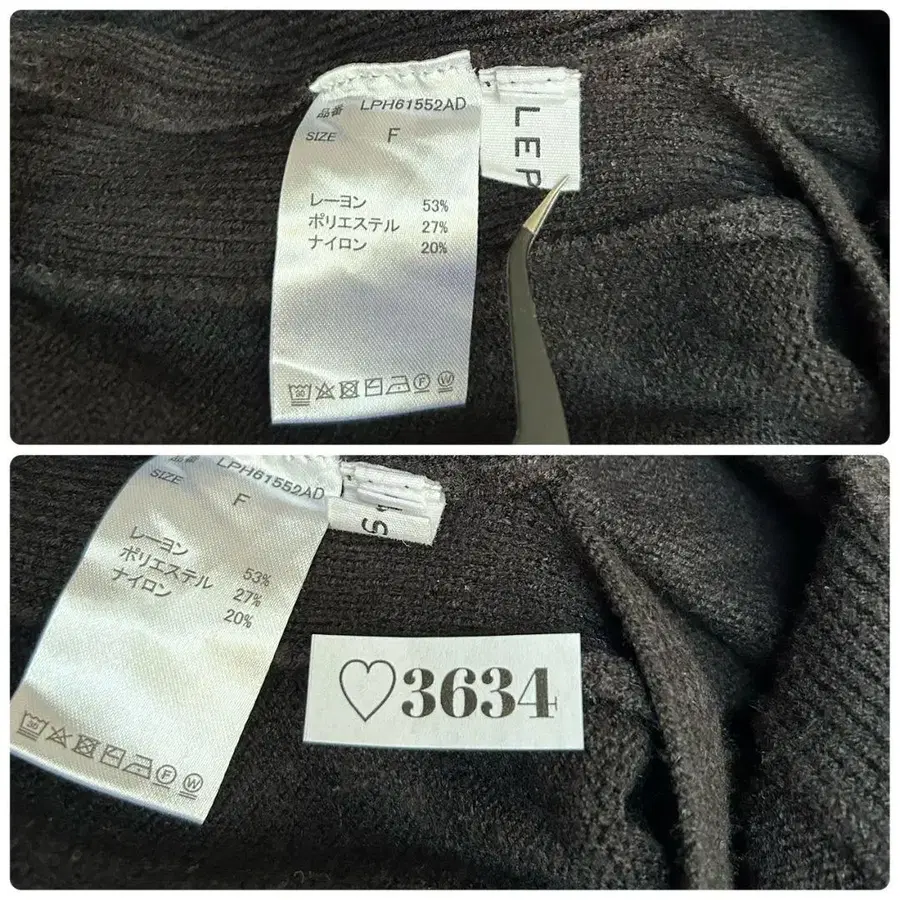 品番 LPH61552AD
SIZE F
レーヨン 53%
ポリエステル 27%
ナイロン 20%
30
F
W
LEP
LPH61552AD
SIZE F
レーヨン 53%
ポリエステル 27%
ナイロン 20%
30
F
W
S
♡3634